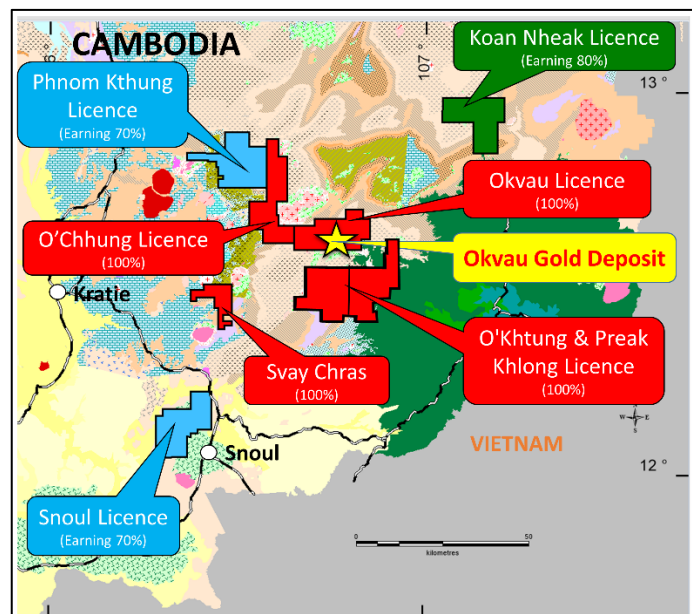 CAMBODIA
107
Koan Nheak Licence
(Earning 80%)
13 °
Phnom Kthung
Licence
(Earning 70%)
Okvau Licence
(100%)
O’Chhung Licence
(100%)
Okvau Gold Deposit
Kratie
Svay Chras
(100%)
O'Khtung & Preak
Khlong Licence
(100%)
W
E
S
VIETNAM
Snoul
12 °
Snoul Licence
(Earning 70%)
0
50
kilometres